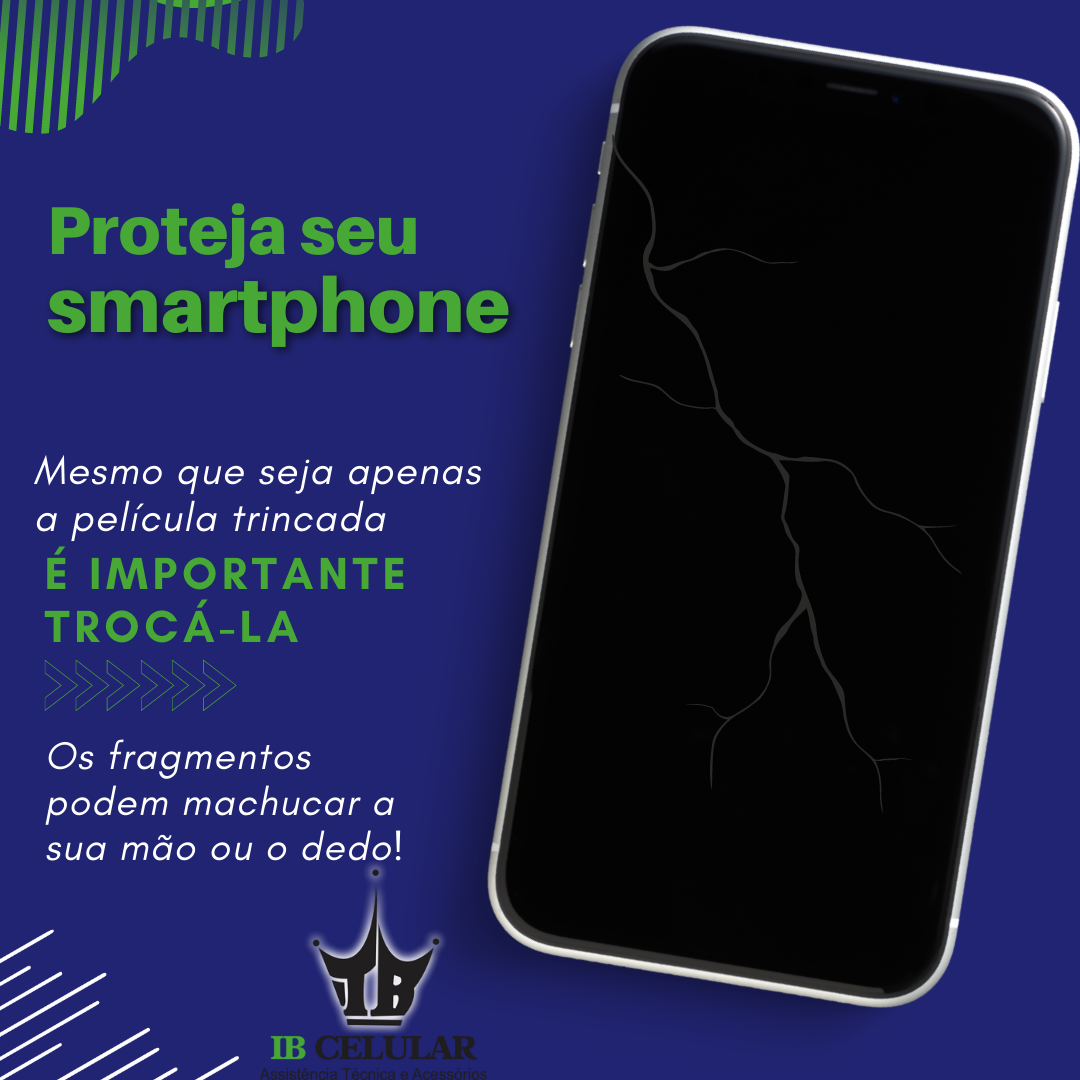 Proteja seu
smartphone
Mesmo que seja apenas
a película trincada
É IMPORTANTE
TROCÁ-LA
Os fragmentos
podem machucar a
sua mão ou o dedo!
IB
IB CELULAR
Assistência Técnica e Acessórios